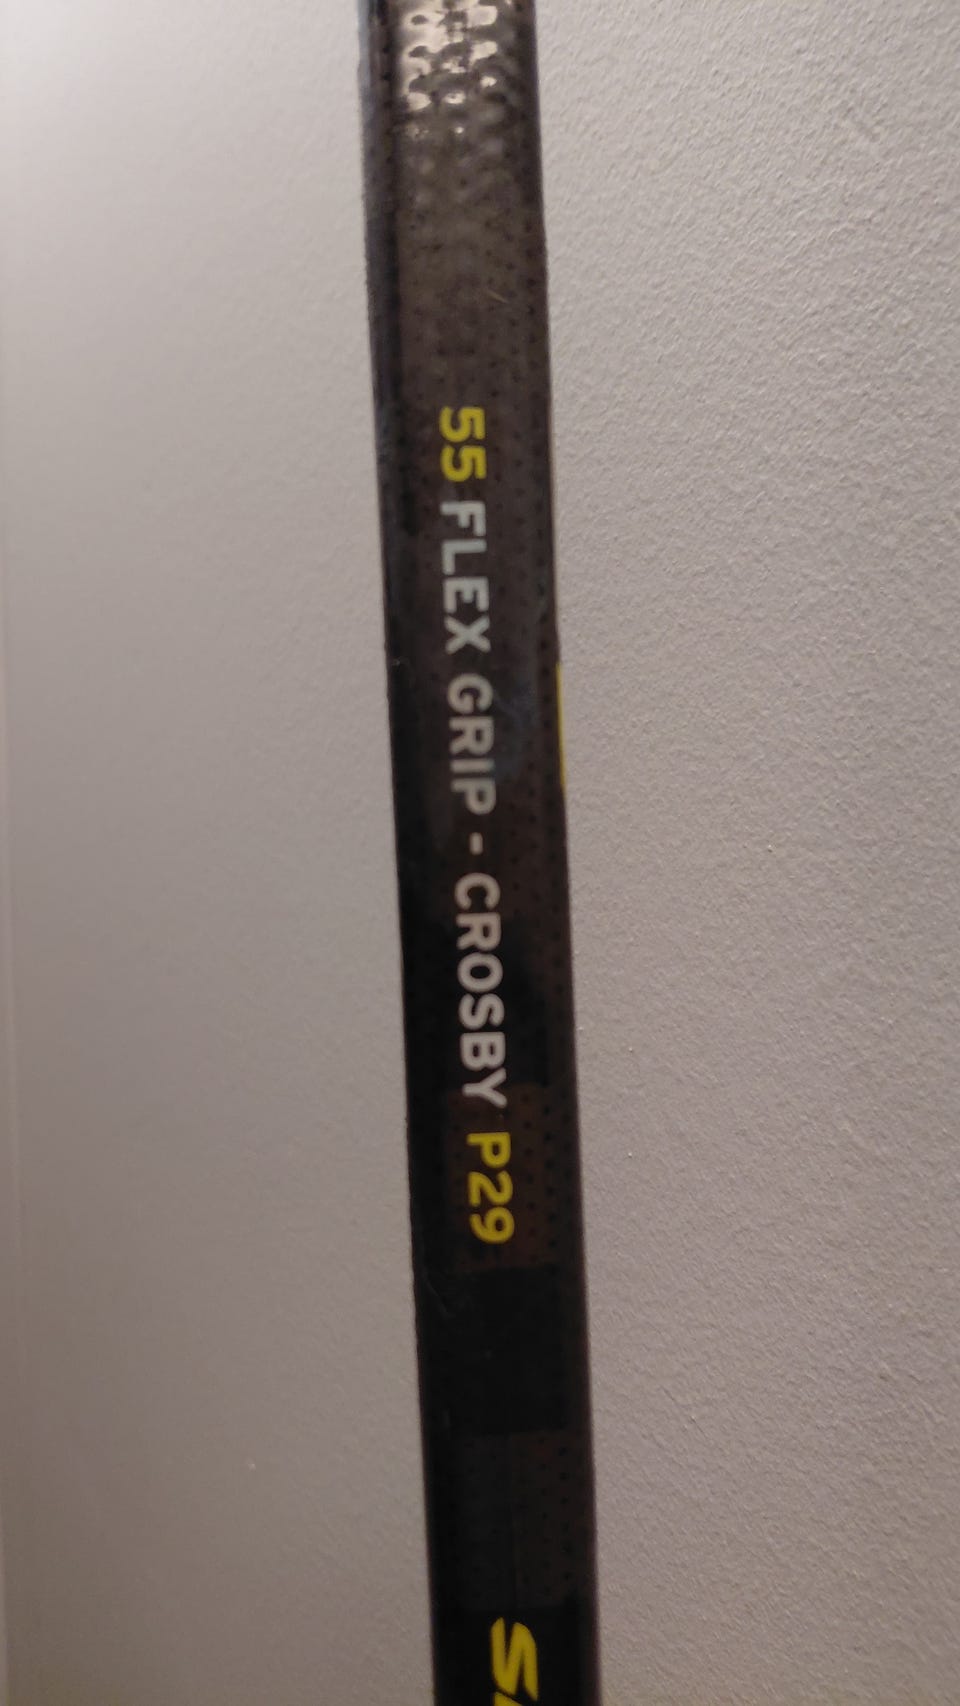 55 FLEX GRIP - CROSBY P29